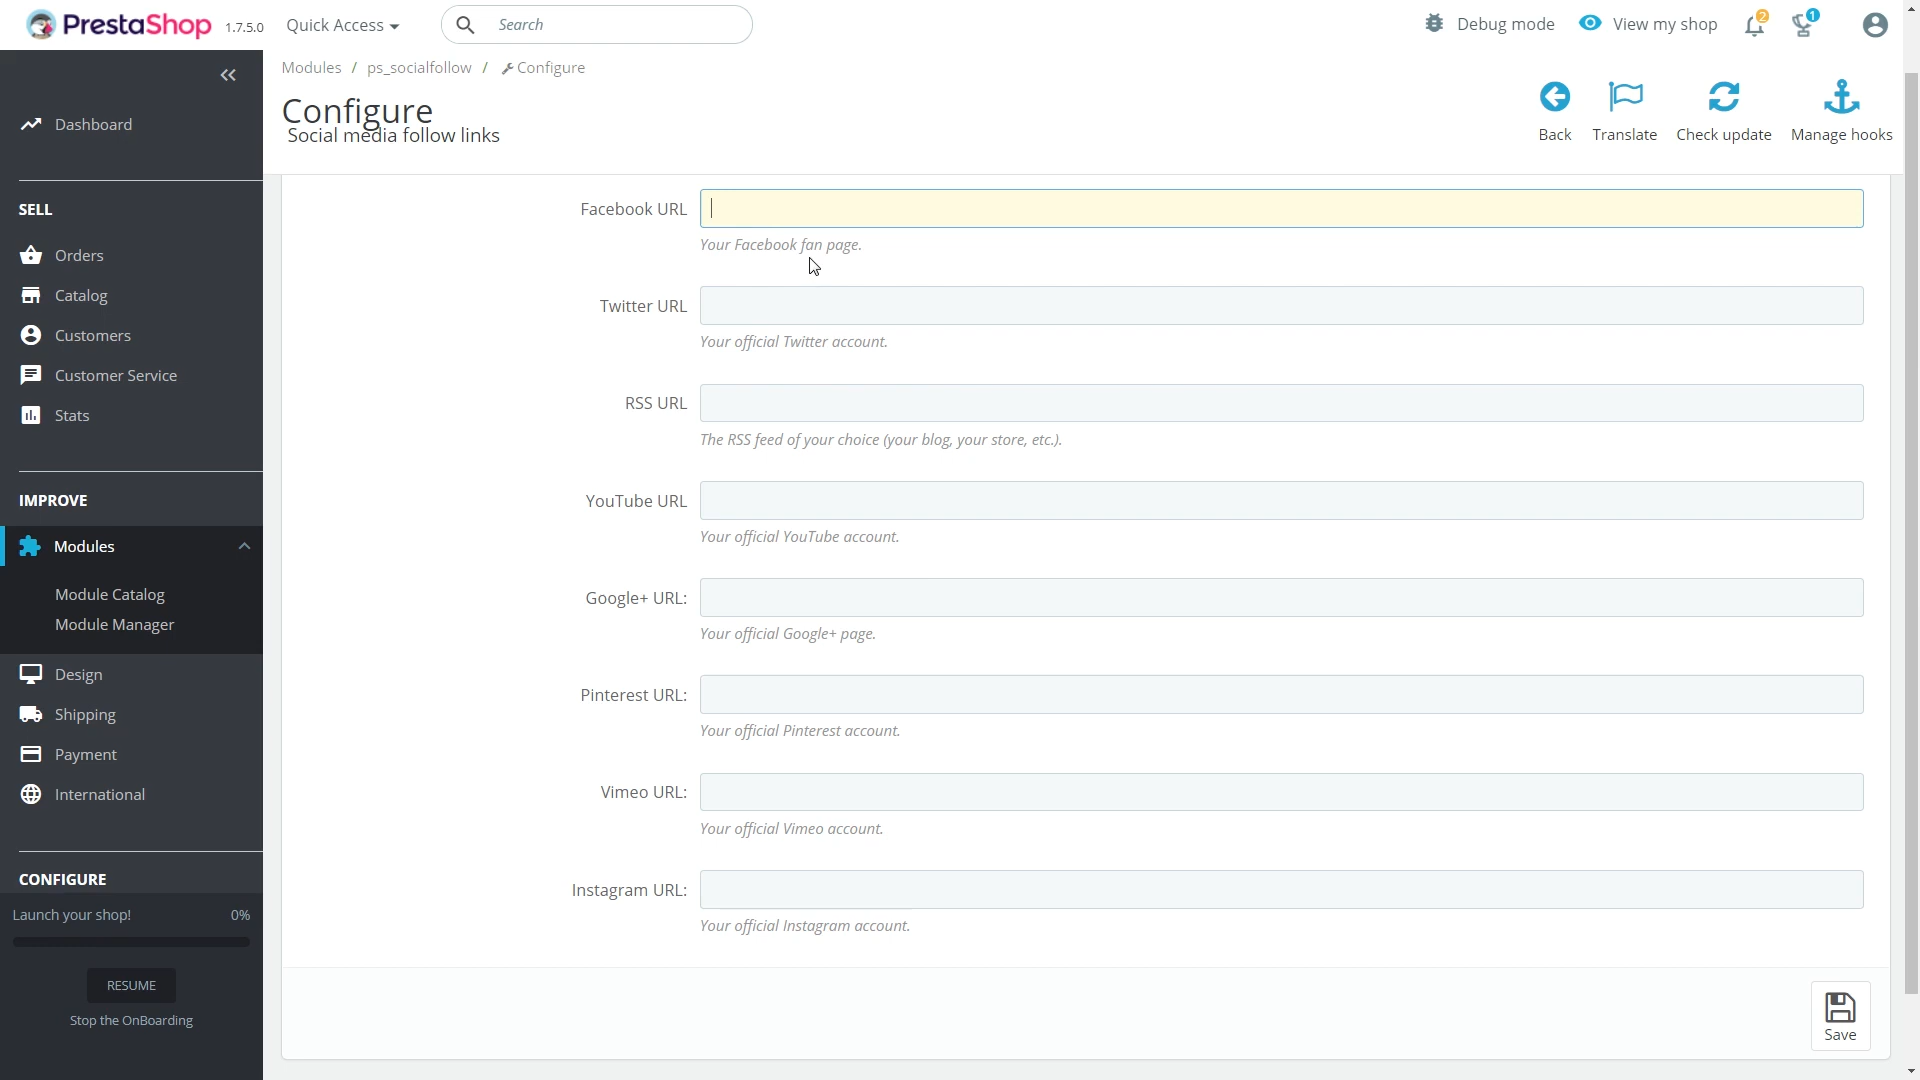 PrestaShop 1.7.5.0 Quick Access Search Debug mode View my shop 2 1
Modules / ps_socialfollow / Configure
Configure
Social media follow links
Back Translate Check update Manage hooks
Dashboard
SELL
Orders
Catalog
Customers
Customer Service
Stats
IMPROVE
Modules
Module Catalog
Module Manager
Design
Shipping
Payment
International
CONFIGURE
Launch your shop! 0%
RESUME
Stop the OnBoarding
Facebook URL
Your Facebook fan page.
Twitter URL
Your official Twitter account.
RSS URL
The RSS feed of your choice (your blog, your store, etc.).
YouTube URL
Your official YouTube account.
Google+ URL:
Your official Google+ page.
Pinterest URL:
Your official Pinterest account.
Vimeo URL:
Your official Vimeo account.
Instagram URL:
Your official Instagram account.
Save